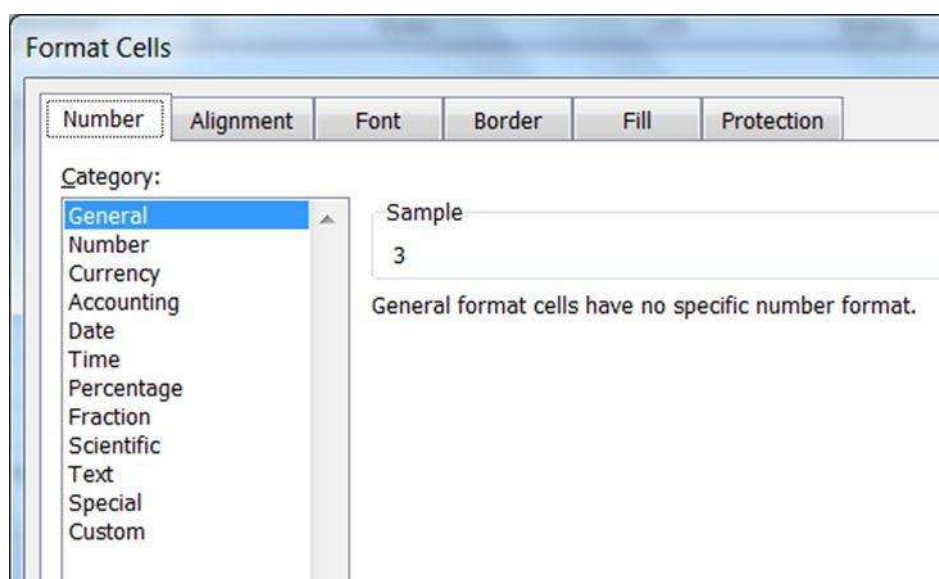 Format Cells
Number Alignment Font Border Fill Protection
Category:
General
Number
Currency
Accounting
Date
Time
Percentage
Fraction
Scientific
Text
Special
Custom
Sample
3
General format cells have no specific number format.